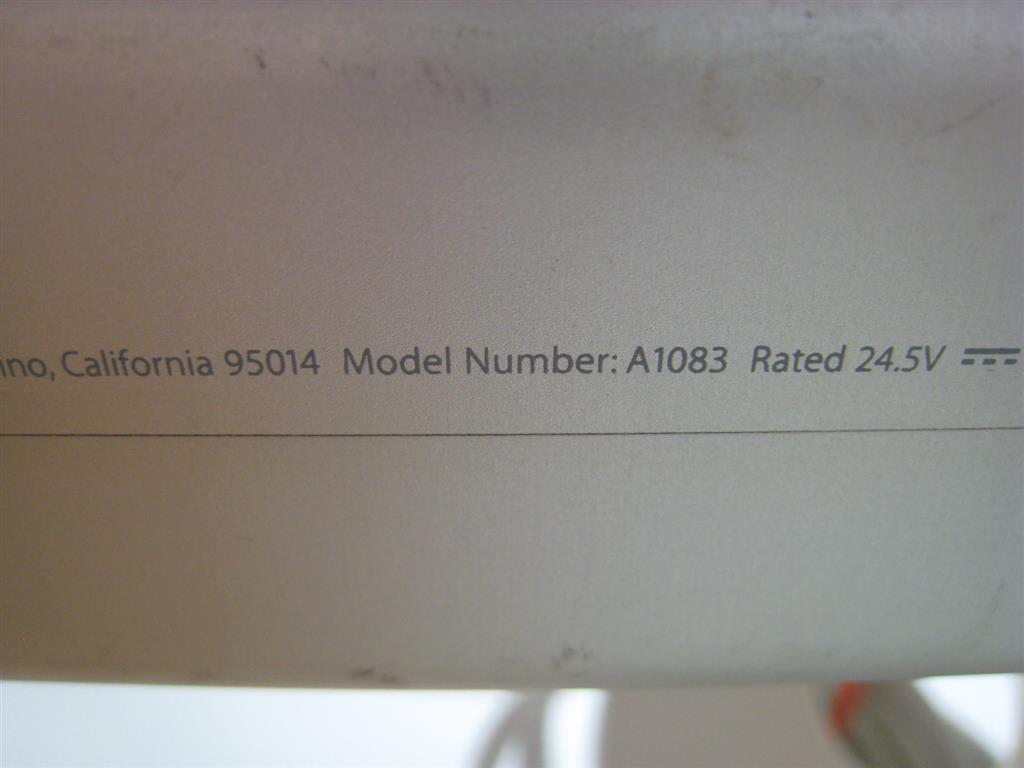 ino, California 95014 Model Number: A1083 Rated 24.5V